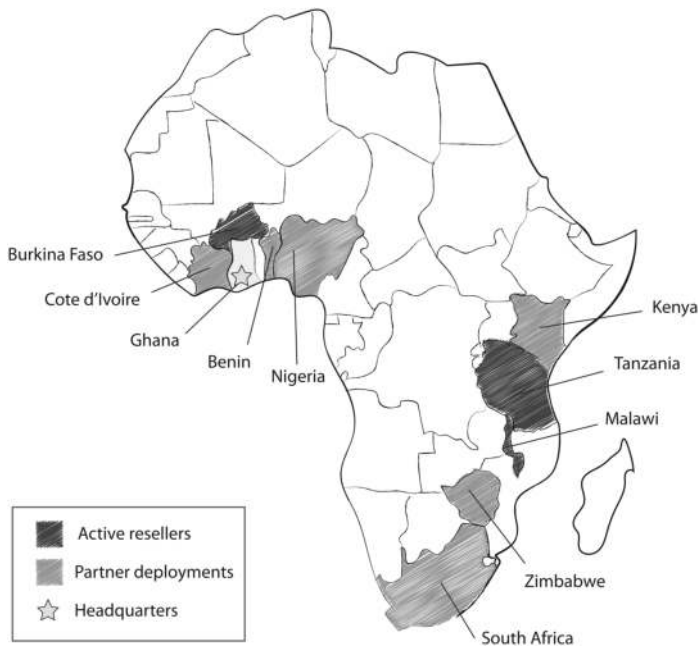 Burkina Faso
Cote d'Ivoire
Ghana
Benin
Nigeria
Kenya
Tanzania
Malawi
Zimbabwe
South Africa
Active resellers
Partner deployments
Headquarters